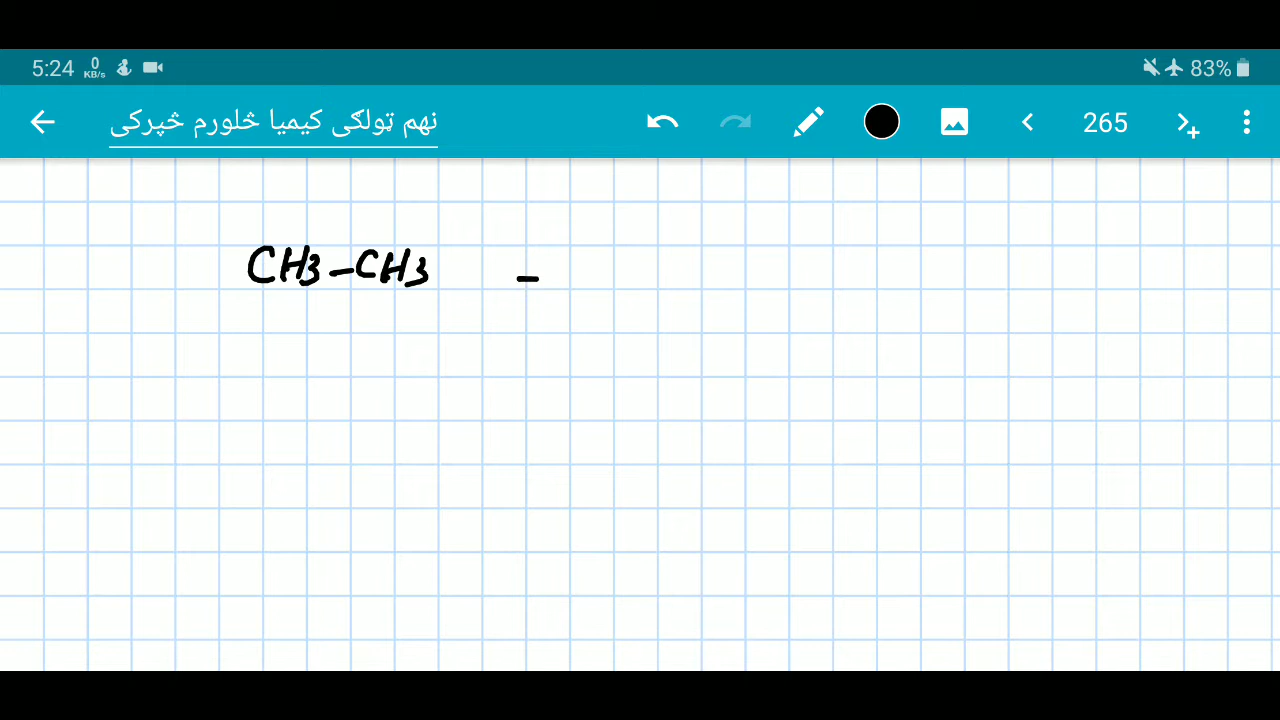 5:24 0 KB/s 83%
نهم ټولګی کیمیا څلورم څپرکی 265
CH3-CH3 -